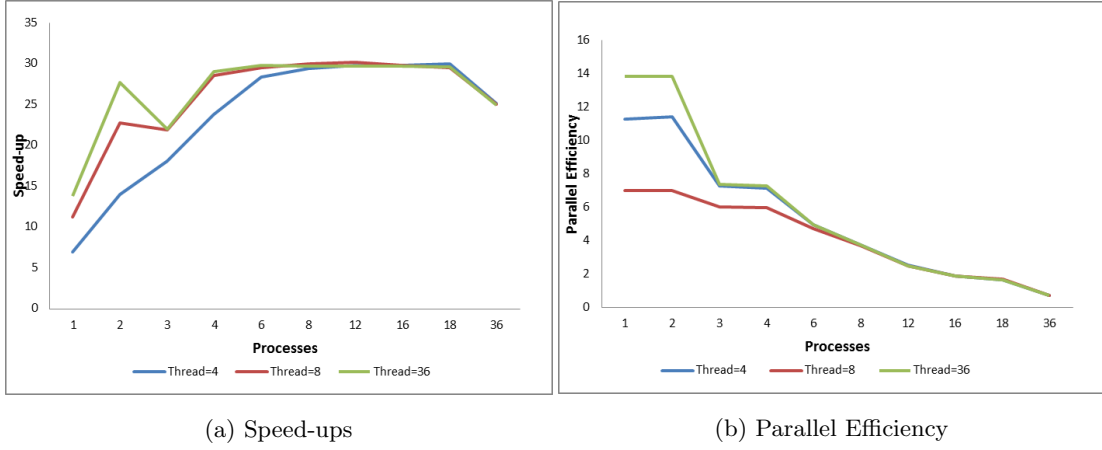 35
30
25
20
15
10
5
0
Speed-up
1 2 3 4 6 8 12 16 18 36
Processes
Thread=4 Thread=8 Thread=36
(a) Speed-ups
16
14
12
10
8
6
4
2
0
Parallel Efficiency
1 2 3 4 6 8 12 16 18 36
Processes
Thread=4 Thread=8 Thread=36
(b) Parallel Efficiency